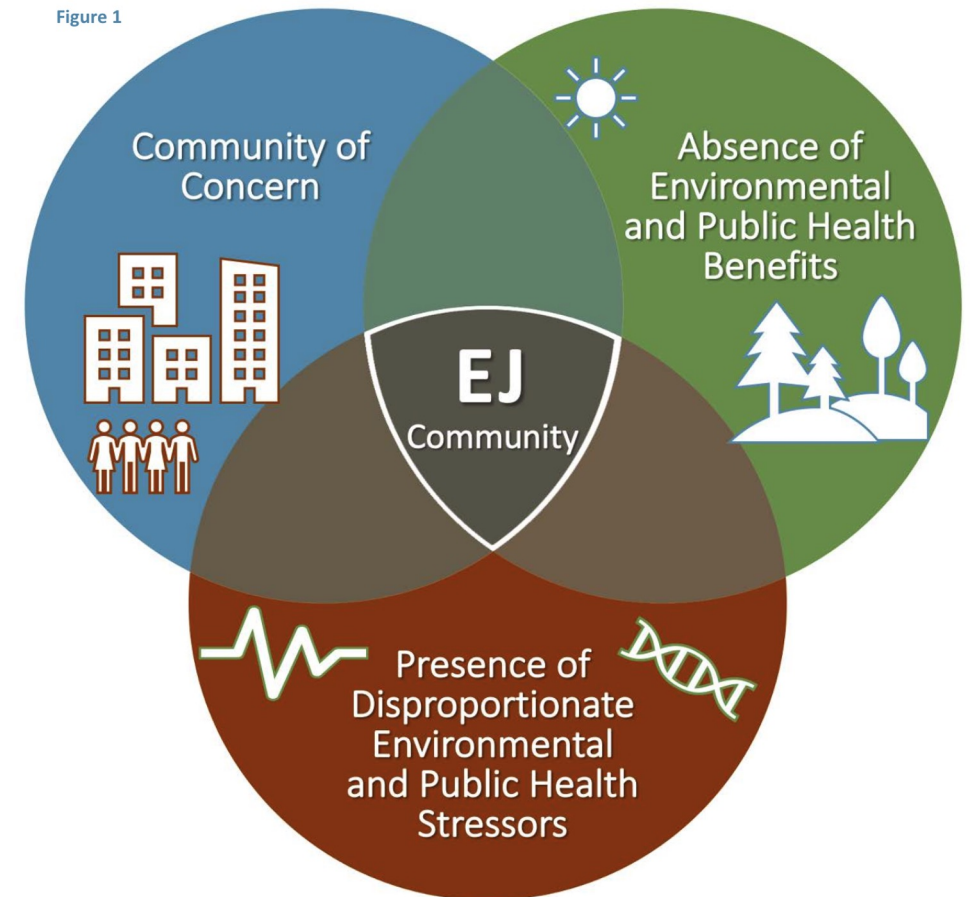 Figure 1
Community of
Concern
Absence of
Environmental
and Public Health
Benefits
EJ
Community
Presence of
Disproportionate
Environmental
and Public Health
Stressors